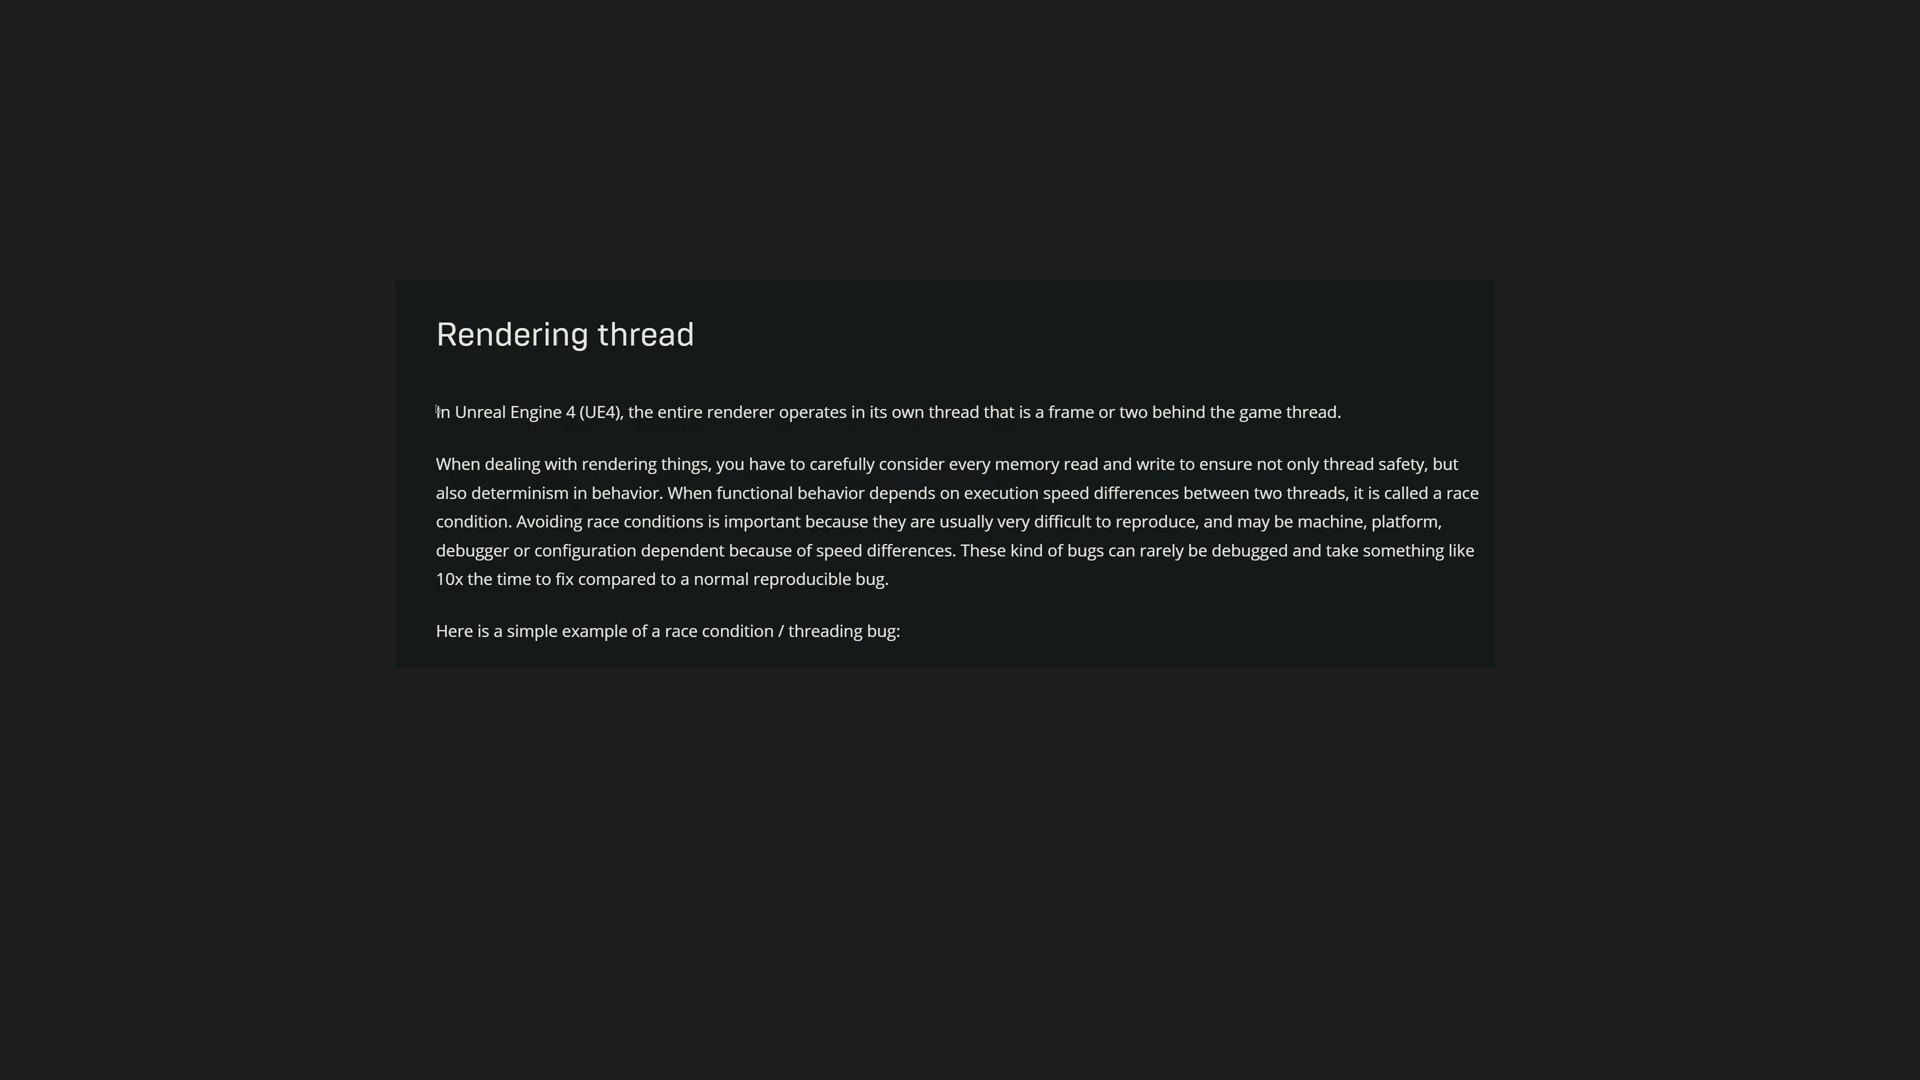 Rendering thread
In Unreal Engine 4 (UE4), the entire renderer operates in its own thread that is a frame or two behind the game thread.
When dealing with rendering things, you have to carefully consider every memory read and write to ensure not only thread safety, but
also determinism in behavior. When functional behavior depends on execution speed differences between two threads, it is called a race
condition. Avoiding race conditions is important because they are usually very difficult to reproduce, and may be machine, platform,
debugger or configuration dependent because of speed differences. These kind of bugs can rarely be debugged and take something like
10x the time to fix compared to a normal reproducible bug.
Here is a simple example of a race condition / threading bug: